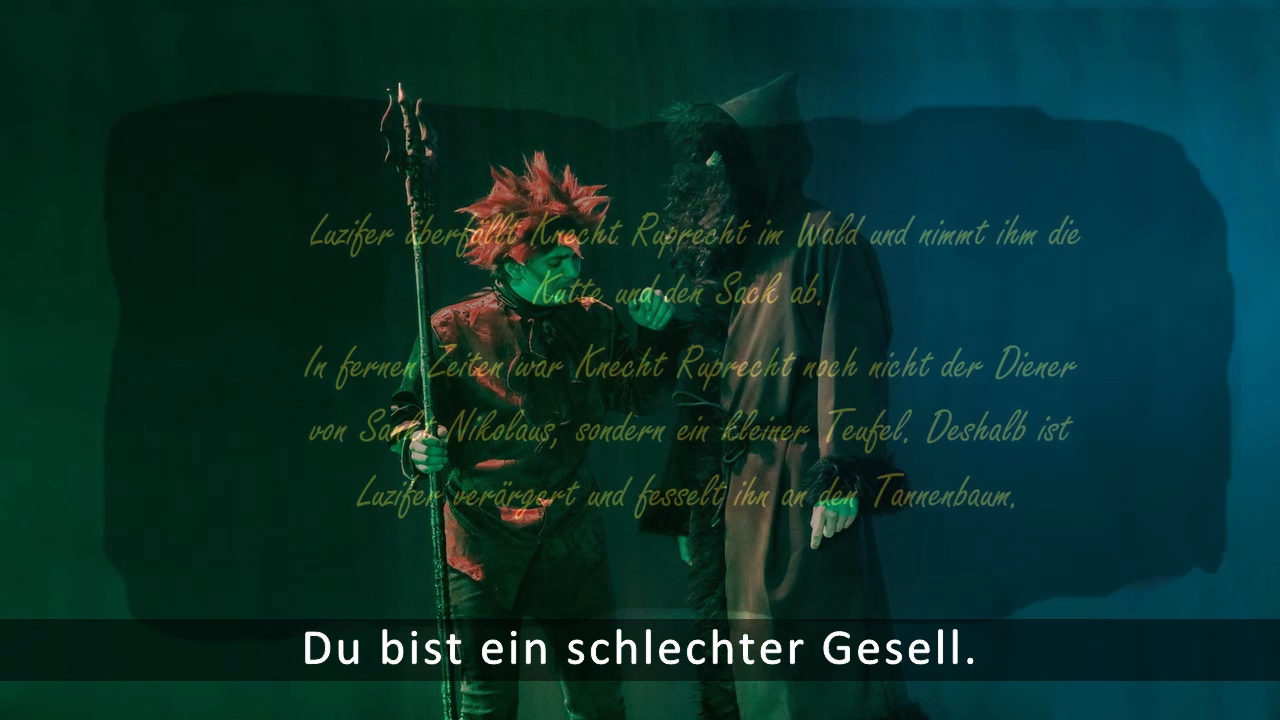 Luzifer überfällt Knecht Ruprecht im Wald und nimmt ihm die
Kutte und den Sack ab.
In fernen Zeiten war Knecht Ruprecht noch nicht der Diener
von Sankt Nikolaus, sondern ein kleiner Teufel. Deshalb ist
Luzifer verärgert und fesselt ihn an den Tannenbaum.
Du bist ein schlechter Gesell.